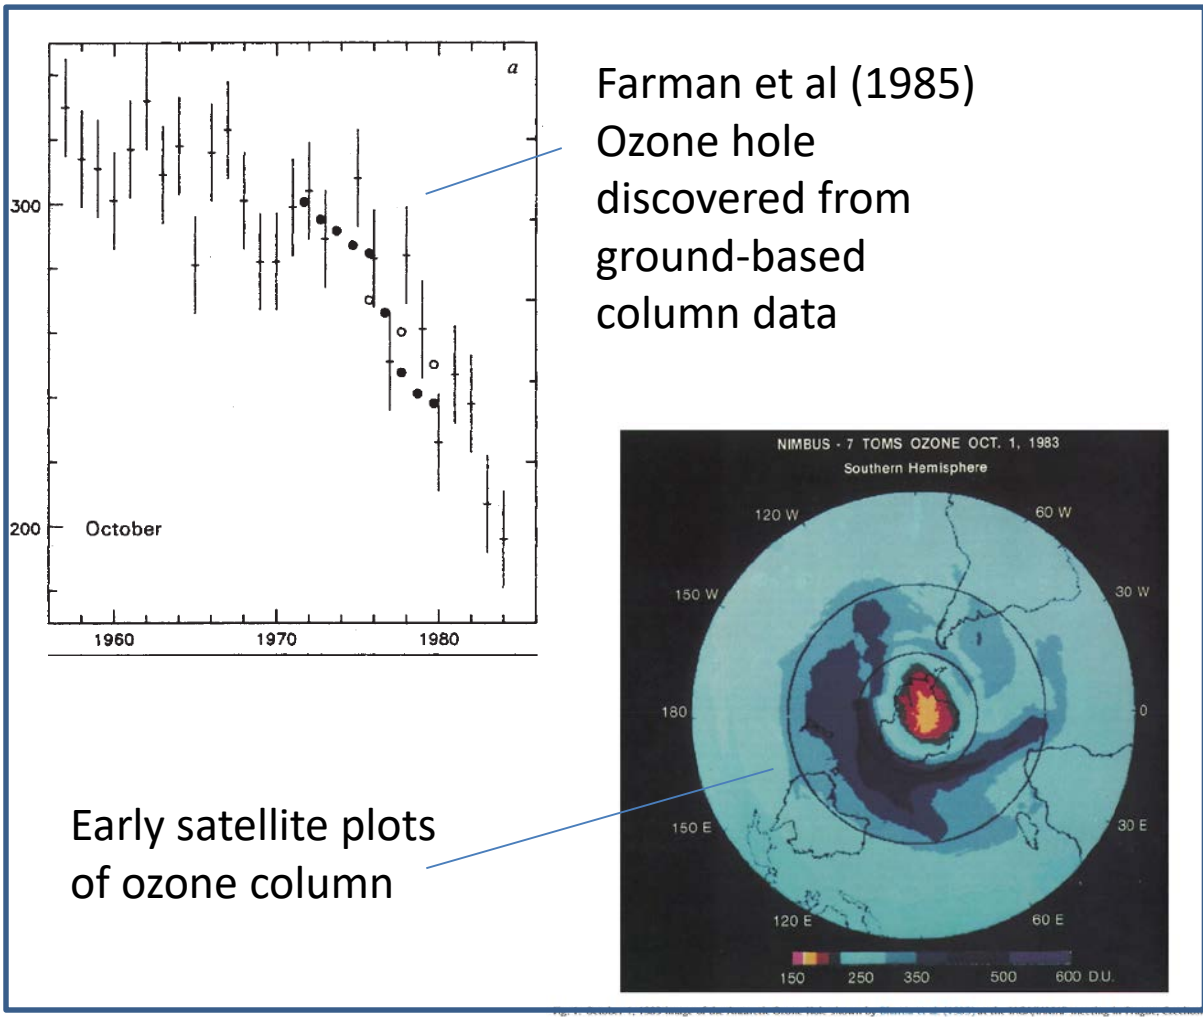 a
300
200
October
1960
1970
1980
Farman et al (1985)
Ozone hole
discovered from
ground-based
column data
NIMBUS - 7 TOMS OZONE OCT. 1, 1983
Southern Hemisphere
120 W
60 W
150 W
30 W
180
0
150 E
30 E
120 E
60 E
150
250
350
500
600 D.U.
Early satellite plots
of ozone column